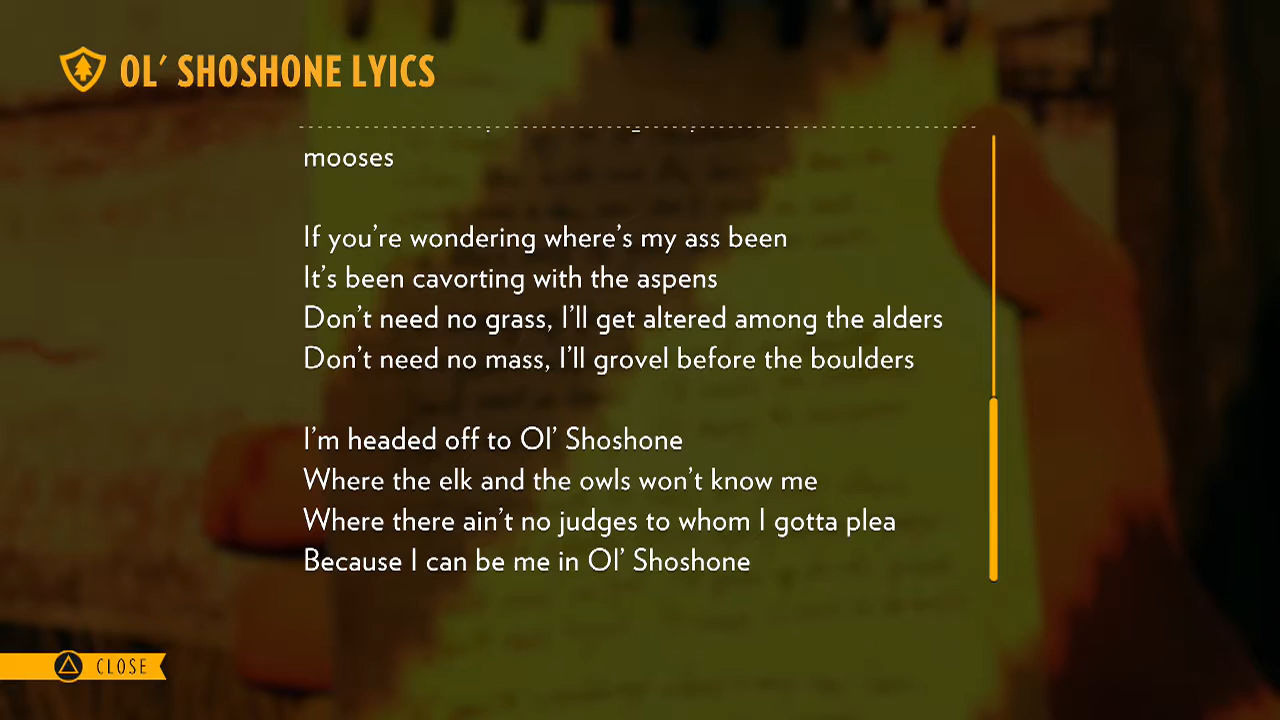 OL' SHOSHONE LYICS
mooses
If you're wondering where's my ass been
It's been cavorting with the aspens
Don't need no grass, I'll get altered among the alders
Don't need no mass, I'll grovel before the boulders
I'm headed off to Ol' Shoshone
Where the elk and the owls won't know me
Where there ain't no judges to whom I gotta plea
Because I can be me in Ol' Shoshone
CLOSE